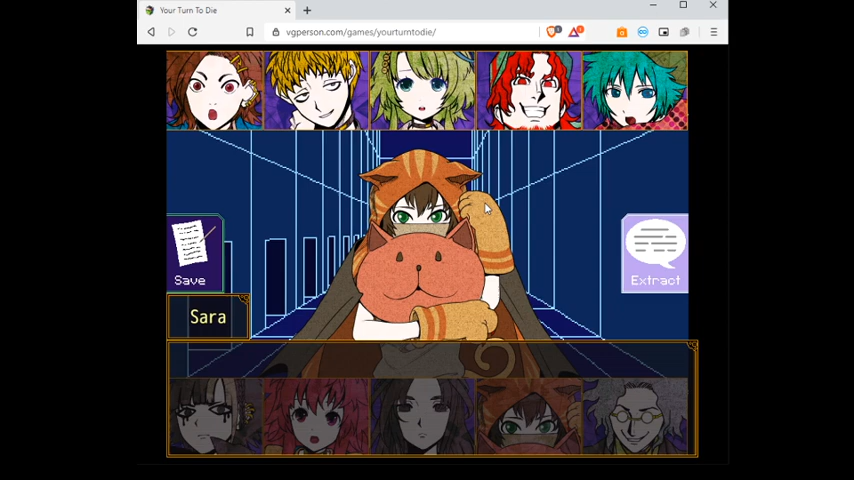 Your Turn To Die
vgperson.com/games/yourturntodie/
Save
Extract
Sara